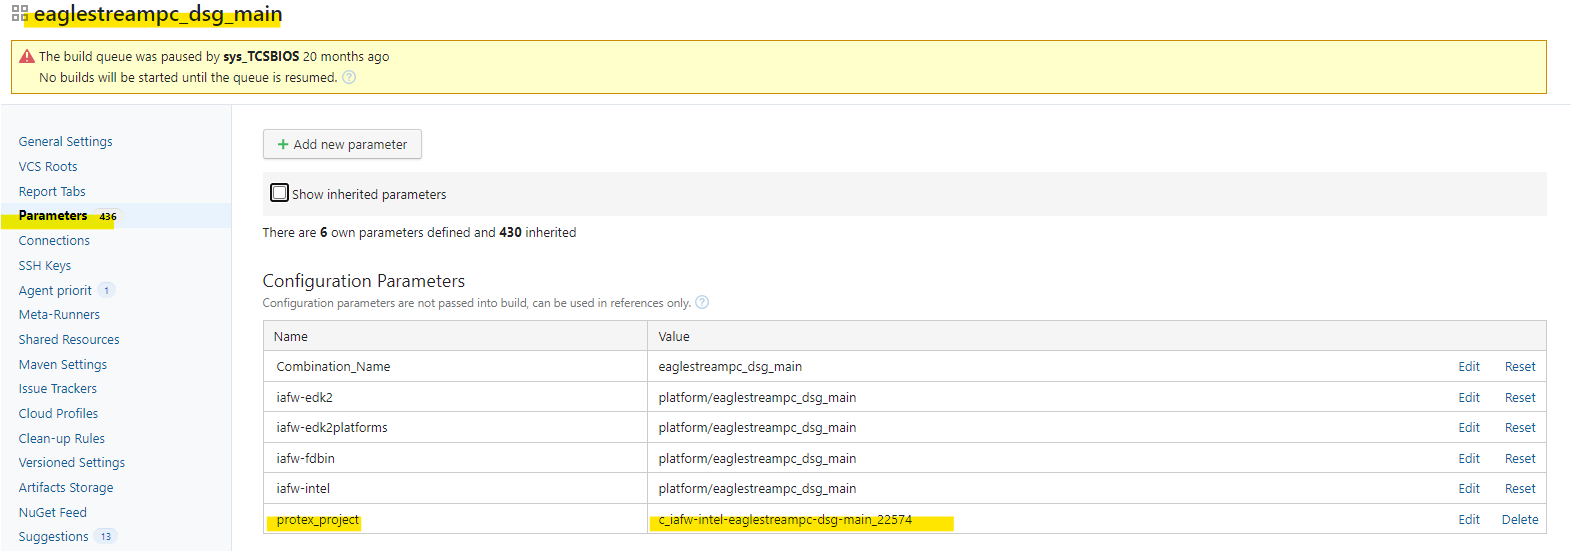 eaglestreampc_dsg_main
The build queue was paused by sys_TCSBIOS 20 months ago
No builds will be started until the queue is resumed. ?
General Settings
VCS Roots
Report Tabs
Parameters 436
Connections
SSH Keys
Agent priorit 1
Meta-Runners
Shared Resources
Maven Settings
Issue Trackers
Cloud Profiles
Clean-up Rules
Versioned Settings
Artifacts Storage
NuGet Feed
Suggestions 13
+ Add new parameter
Show inherited parameters
There are 6 own parameters defined and 430 inherited
Configuration Parameters
Configuration parameters are not passed into build, can be used in references only. ?
Name Value
Combination_Name eaglestreampc_dsg_main Edit Reset
iafw-edk2 platform/eaglestreampc_dsg_main Edit Reset
iafw-edk2platforms platform/eaglestreampc_dsg_main Edit Reset
iafw-fdbin platform/eaglestreampc_dsg_main Edit Reset
iafw-intel platform/eaglestreampc_dsg_main Edit Reset
protex_project c_iafw-intel-eaglestreampc-dsg-main_22574 Edit Delete